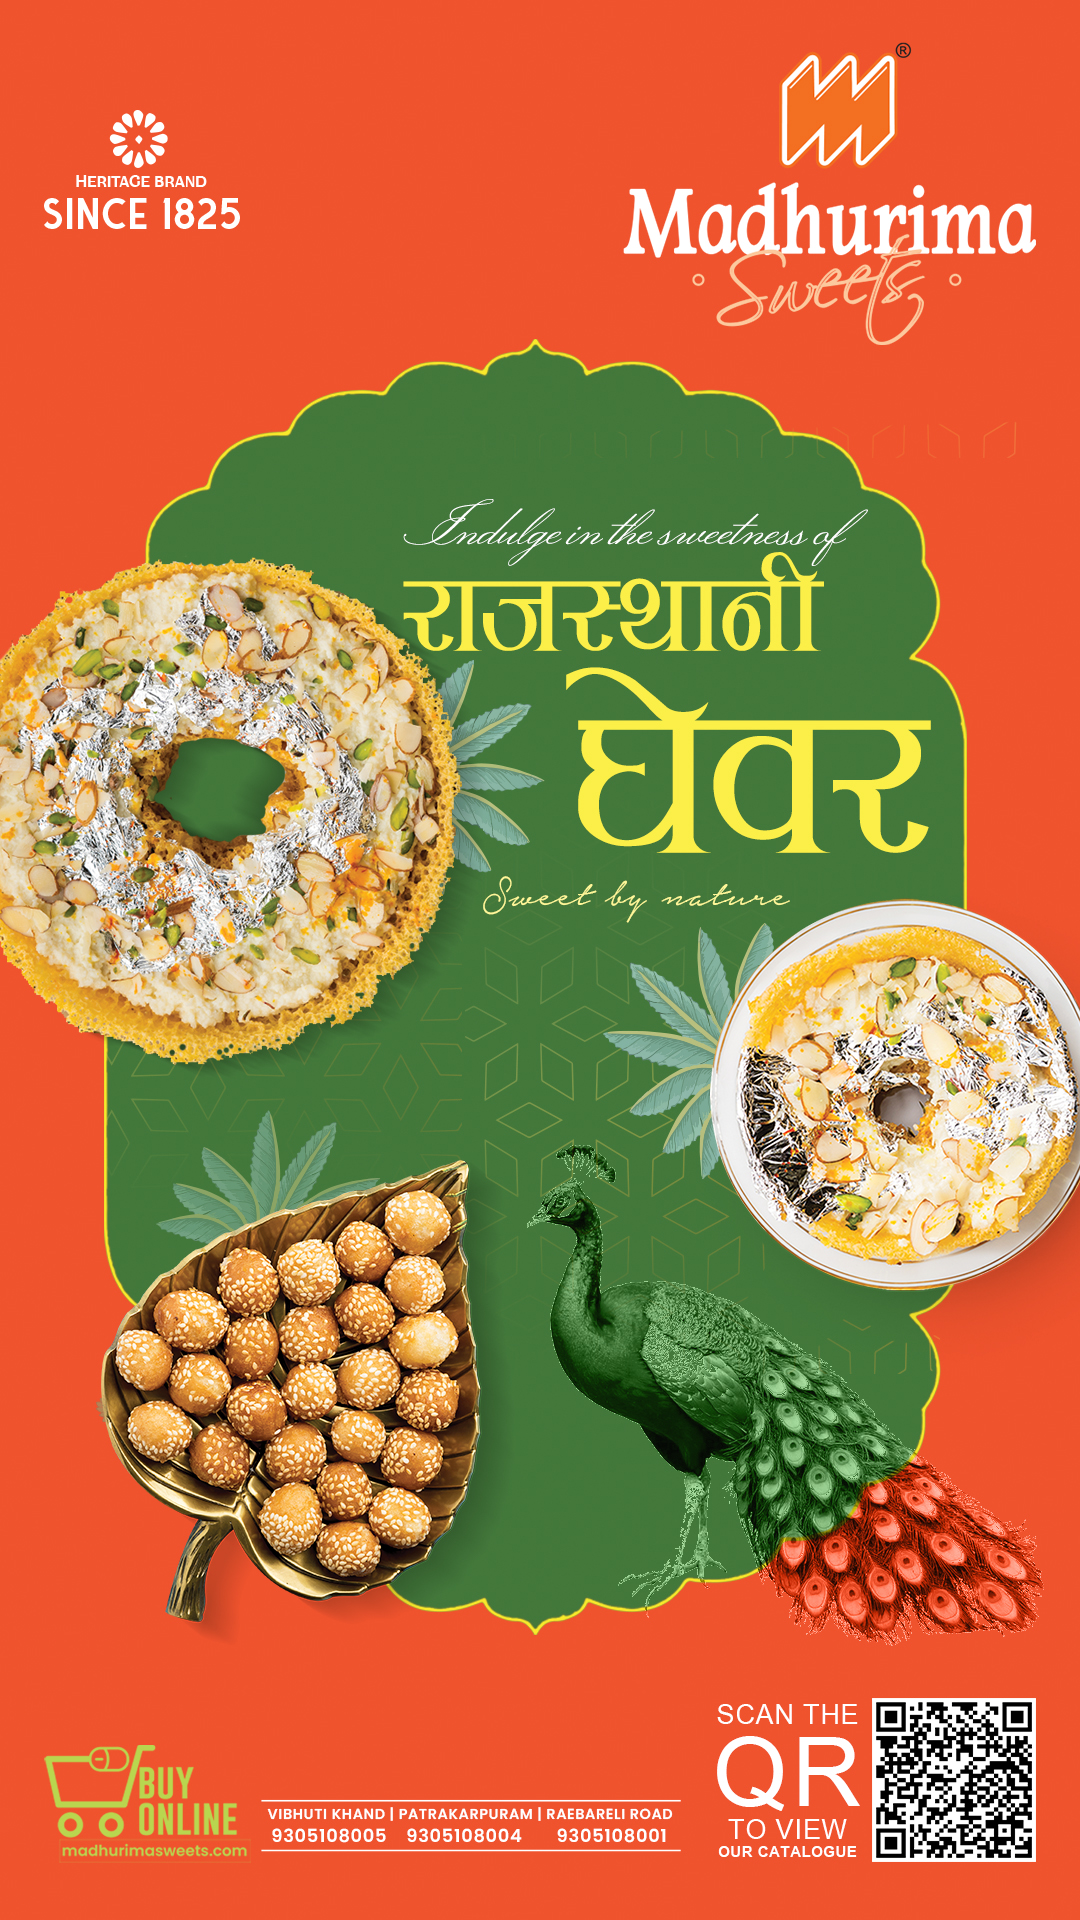 HERITAGE BRAND
SINCE 1825
®
Madhurima
Sweets
Indulge in the sweetness of
राजस्थानी
घेवर
Sweet by nature
BUY
ONLINE
madhurimasweets.com
VIBHUTI KHAND | PATRAKARPURAM | RAEBARELI ROAD
9305108005 9305108004 9305108001
SCAN THE
QR
TO VIEW
OUR CATALOGUE